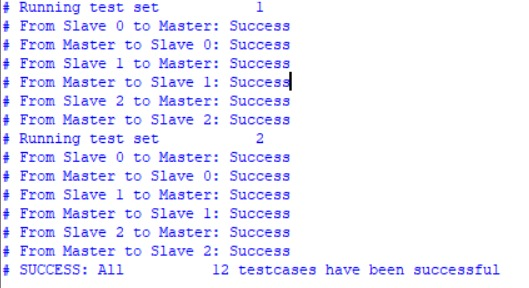 # Running test set 1
# From Slave 0 to Master: Success
# From Master to Slave 0: Success
# From Slave 1 to Master: Success
# From Master to Slave 1: Success
# From Slave 2 to Master: Success
# From Master to Slave 2: Success
# Running test set 2
# From Slave 0 to Master: Success
# From Master to Slave 0: Success
# From Slave 1 to Master: Success
# From Master to Slave 1: Success
# From Slave 2 to Master: Success
# From Master to Slave 2: Success
# SUCCESS: All 12 testcases have been successful